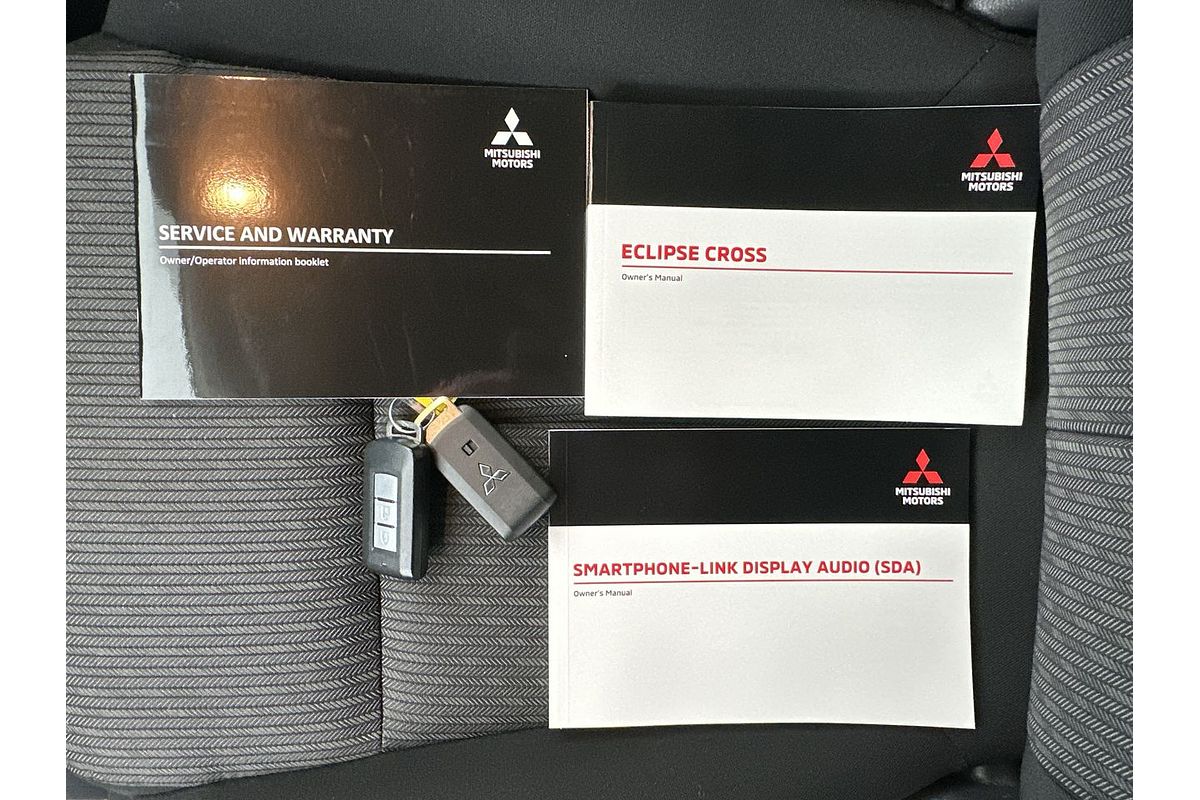 MITSUBISHI
MOTORS
SERVICE AND WARRANTY
Owner/Operator information booklet
MITSUBISHI
MOTORS
ECLIPSE CROSS
Owner's Manual
MITSUBISHI
MOTORS
SMARTPHONE-LINK DISPLAY AUDIO (SDA)
Owner's Manual